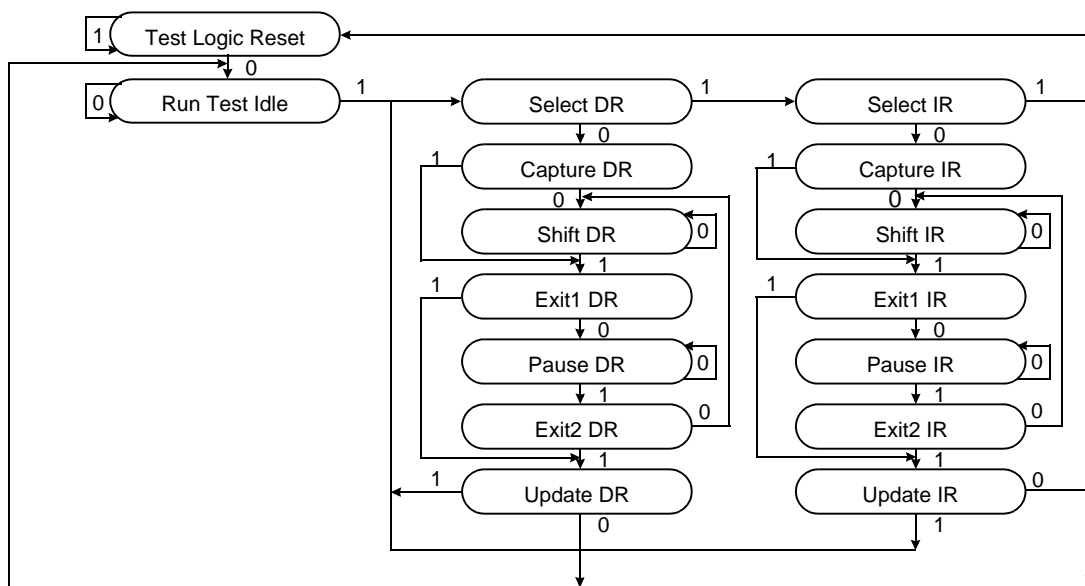 1
Test Logic Reset
0
0
Run Test Idle
1
Select DR
1
Select IR
1
0
0
1
Capture DR
1
Capture IR
0
0
Shift DR
0
Shift IR
0
1
1
1
Exit1 DR
1
Exit1 IR
0
0
Pause DR
0
Pause IR
0
1
1
Exit2 DR
0
Exit2 IR
0
1
1
1
Update DR
Update IR
0
0
1